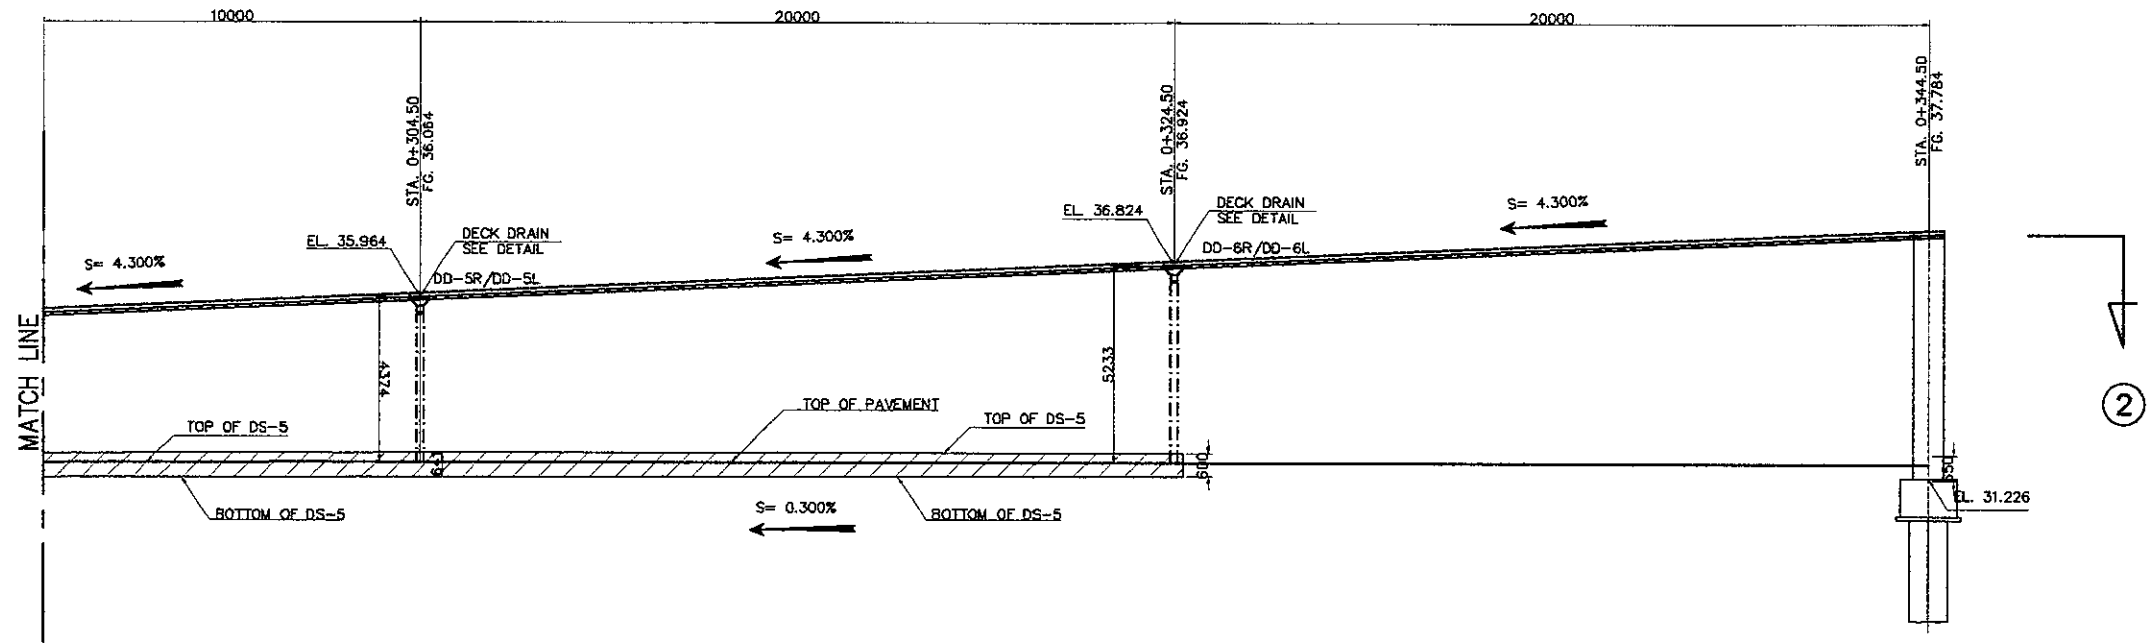 10000
20000
20000
STA. 0+304.50
FG. 36.064
STA. 0+324.50
FG. 36.924
STA. 0+344.50
FG. 37.784
S= 4.300%
EL. 35.964
DECK DRAIN
SEE DETAIL
DD-5R/DD-5L
S= 4.300%
EL. 36.824
DECK DRAIN
SEE DETAIL
DD-6R/DD-6L
S= 4.300%
MATCH LINE
4374
5233
2
TOP OF DS-5
TOP OF PAVEMENT
TOP OF DS-5
600
550
BOTTOM OF DS-5
S= 0.300%
BOTTOM OF DS-5
EL. 31.226